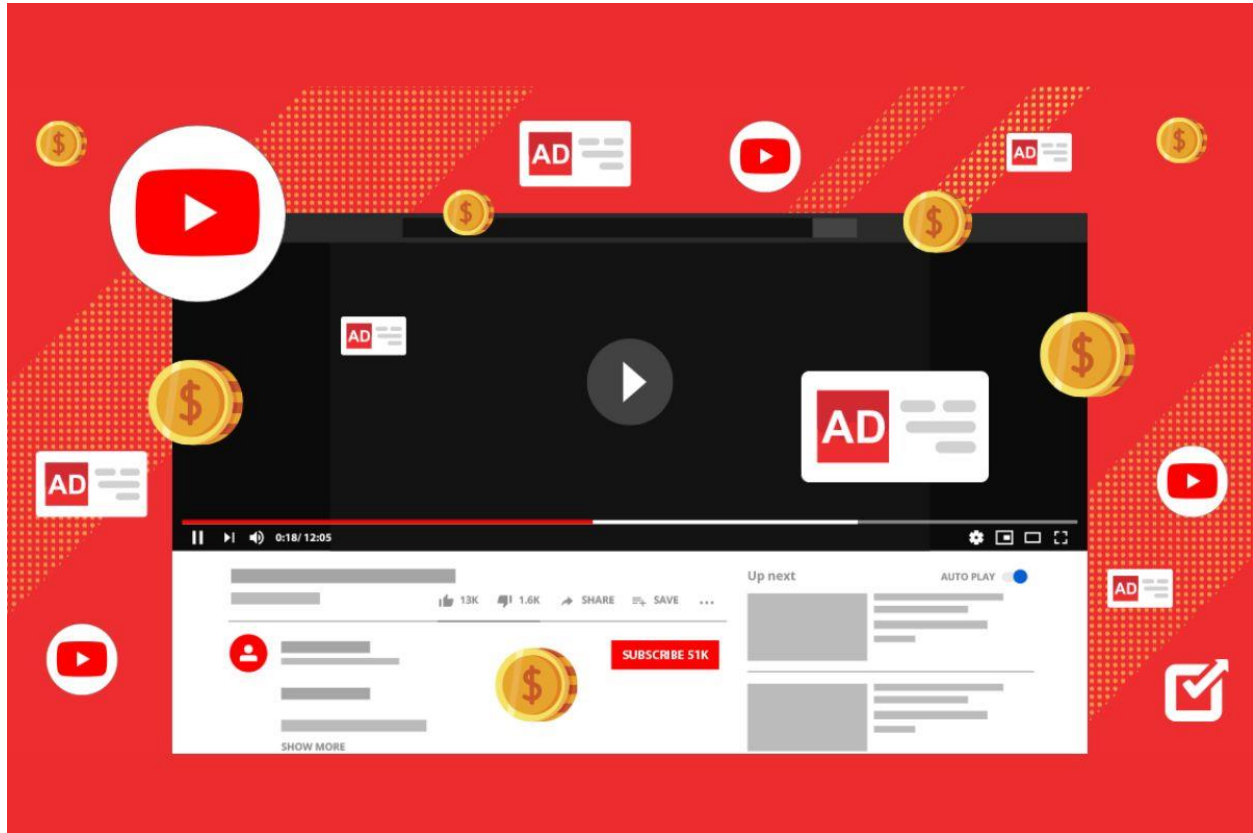 AD
AD
AD
AD
AD
0:18/ 12:05
Up next
AUTO PLAY
13K
1.6K
SHARE
SAVE
...
AD
SUBSCRIBE 51K
SHOW MORE